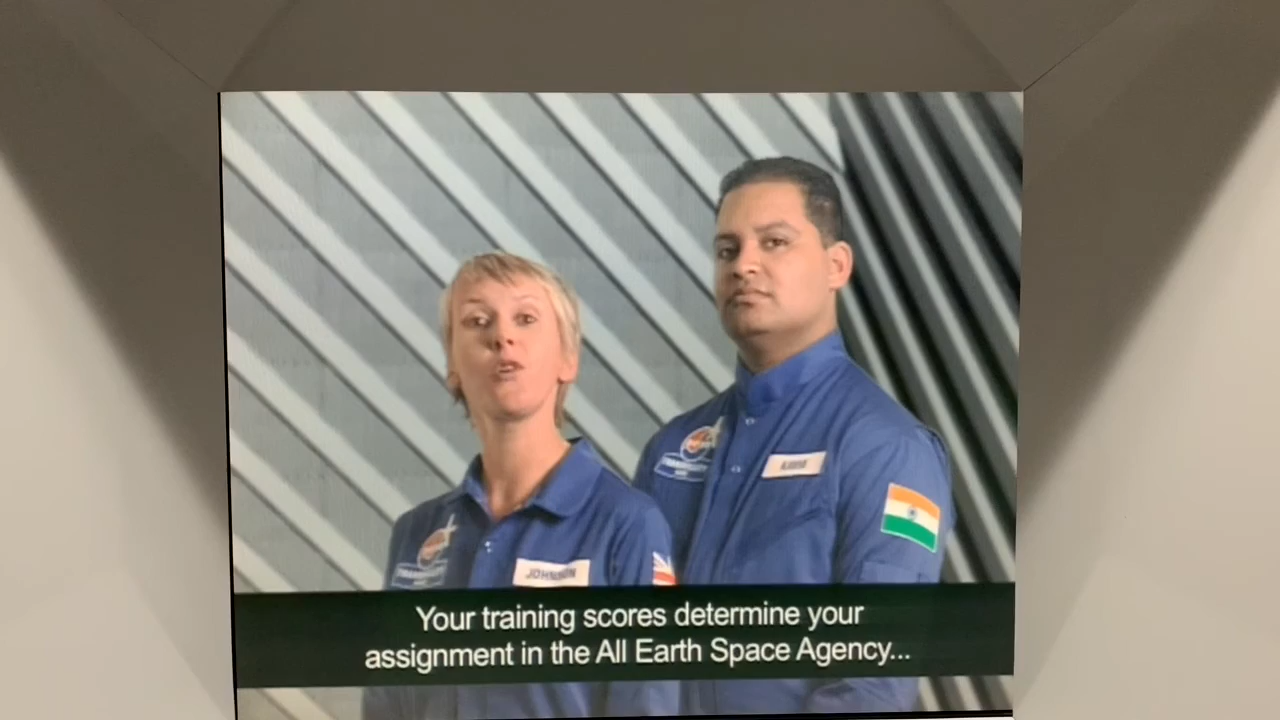 JOHNSON
Your training scores determine your
assignment in the All Earth Space Agency...